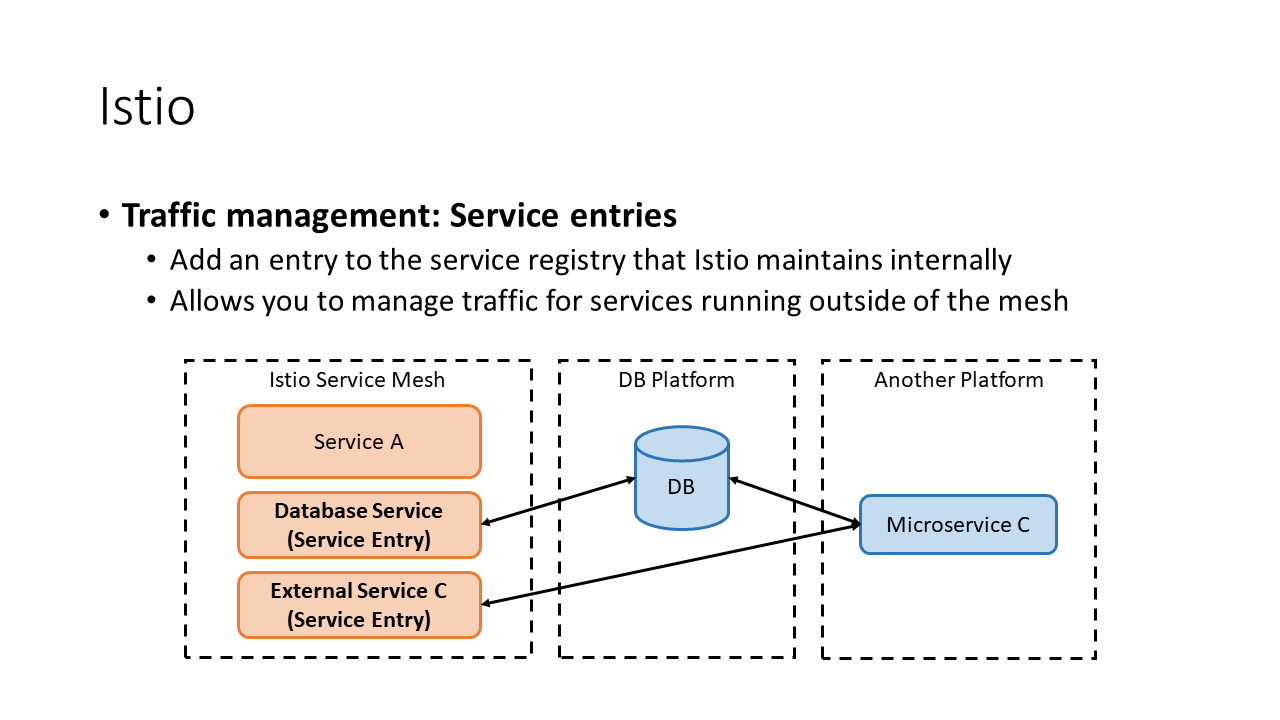 Istio
• Traffic management: Service entries
• Add an entry to the service registry that Istio maintains internally
• Allows you to manage traffic for services running outside of the mesh
Istio Service Mesh
Service A
Database Service
(Service Entry)
External Service C
(Service Entry)
DB Platform
DB
Another Platform
Microservice C